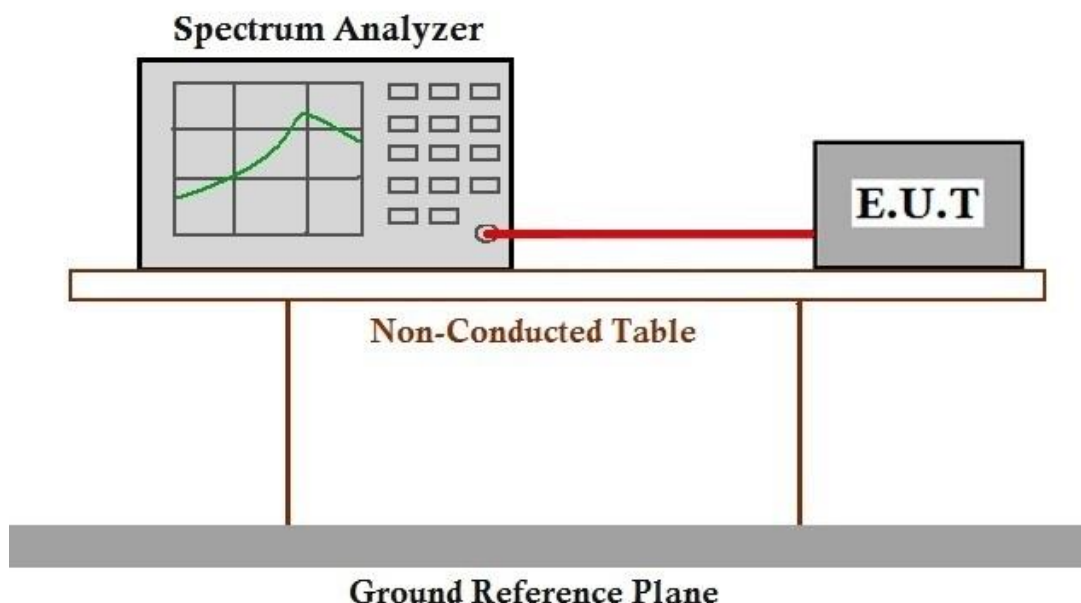 Spectrum Analyzer
E.U.T
Non-Conducted Table
Ground Reference Plane